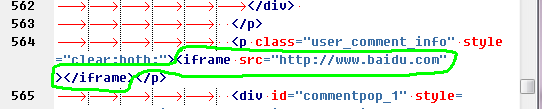 562 </div>
563 </p>
564 <p class="user_comment_info" style
="clear:both;"><iframe src="http://www.baidu.com"
></iframe></p>
565 <div id="commentpop_1" style=